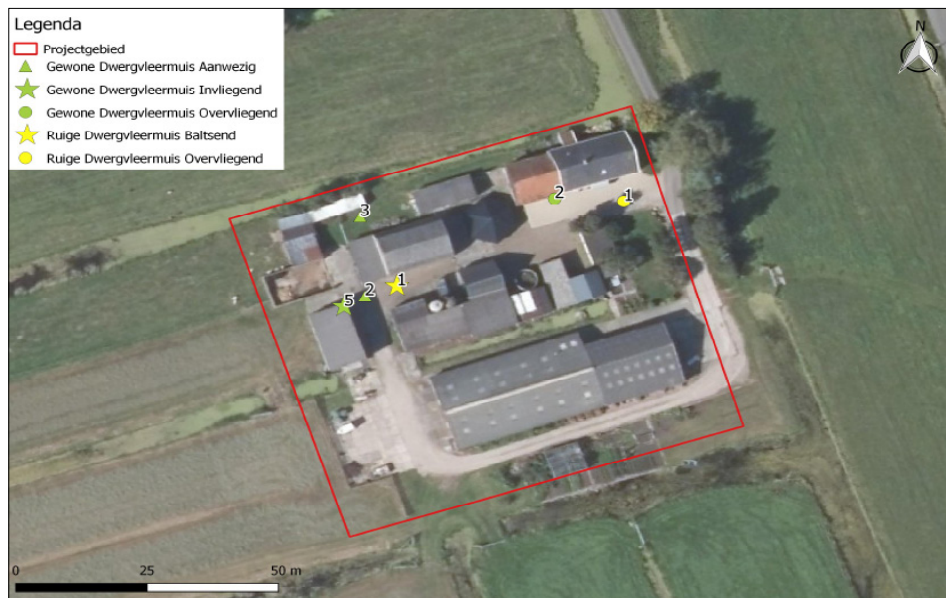 Legenda
Projectgebied
Gewone Dwergvleermuis Aanwezig
Gewone Dwergvleermuis Invliegend
Gewone Dwergvleermuis Overvliegend
Ruige Dwergvleermuis Baltsend
Ruige Dwergvleermuis Overvliegend
N
2
1
3
1
2
5
0 25 50 m